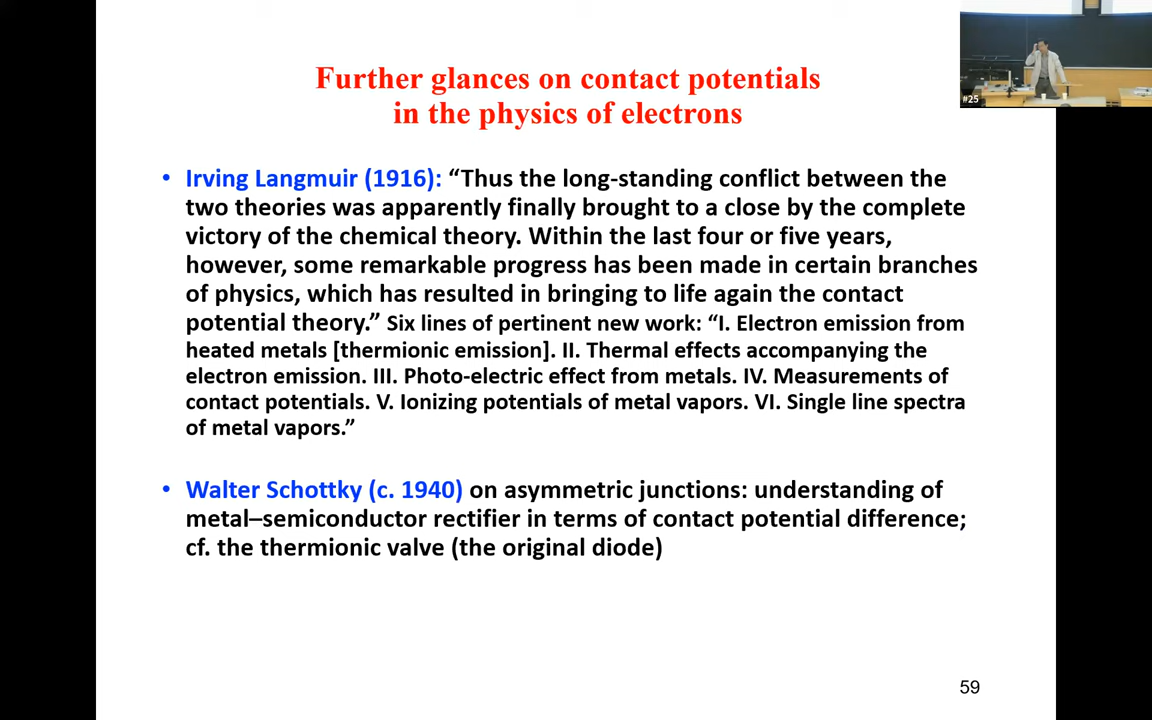 Further glances on contact potentials
in the physics of electrons
#25
• Irving Langmuir (1916): “Thus the long-standing conflict between the
two theories was apparently finally brought to a close by the complete
victory of the chemical theory. Within the last four or five years,
however, some remarkable progress has been made in certain branches
of physics, which has resulted in bringing to life again the contact
potential theory.” Six lines of pertinent new work: “I. Electron emission from
heated metals [thermionic emission]. II. Thermal effects accompanying the
electron emission. III. Photo-electric effect from metals. IV. Measurements of
contact potentials. V. Ionizing potentials of metal vapors. VI. Single line spectra
of metal vapors.”
• Walter Schottky (c. 1940) on asymmetric junctions: understanding of
metal–semiconductor rectifier in terms of contact potential difference;
cf. the thermionic valve (the original diode)
59